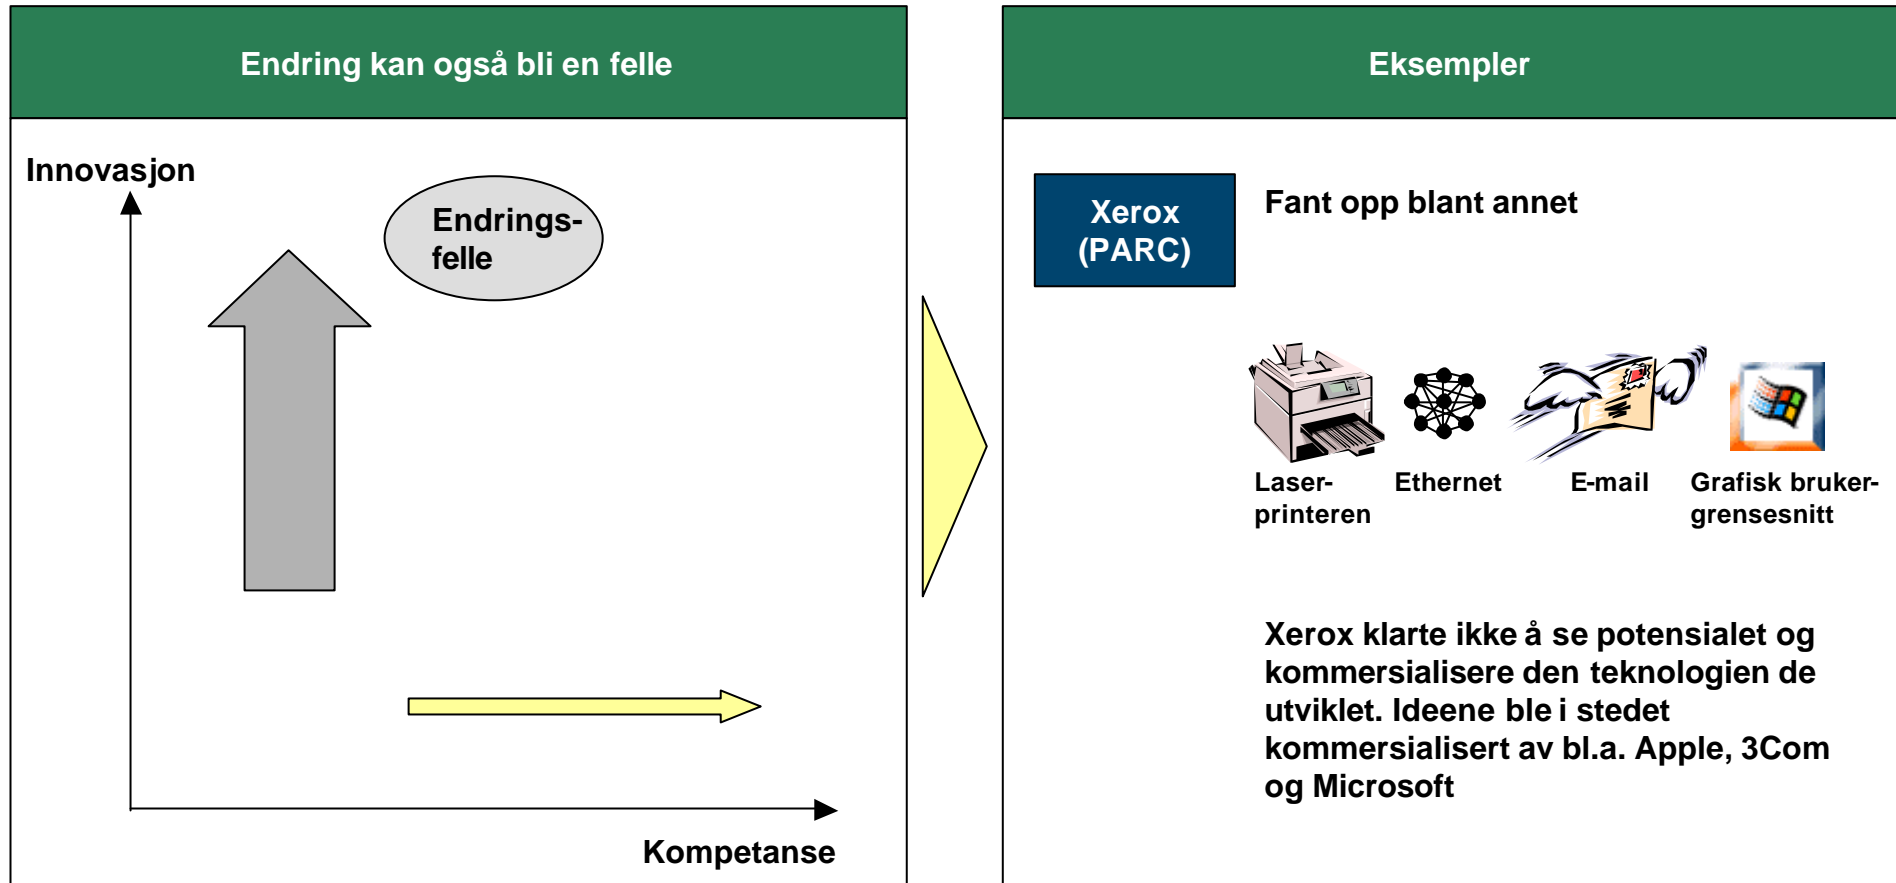 Endring kan også bli en felle
Innovasjon
Endrings-
felle
Kompetanse
Eksempler
Xerox
(PARC)
Fant opp blant annet
Laser-
printeren
Ethernet
E-mail
Grafisk bruker-
grensesnitt
Xerox klarte ikke å se potensialet og
kommersialisere den teknologien de
utviklet. Ideene ble i stedet
kommersialisert av bl.a. Apple, 3Com
og Microsoft